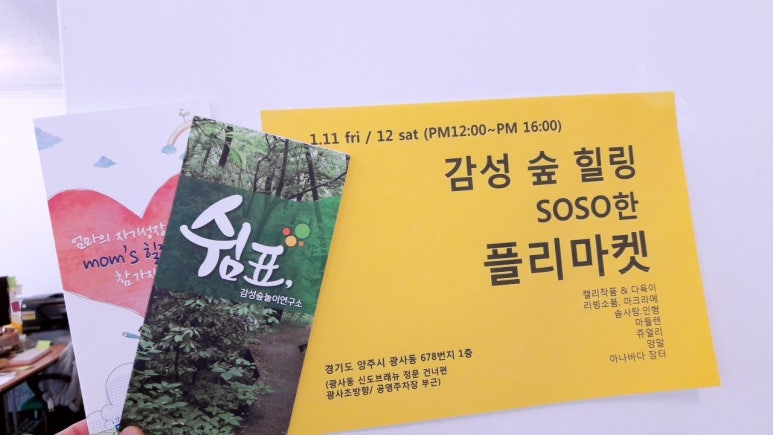 엄마의 자기성장
mom's 힐
참가자
쉼표,
감성숲놀이연구소
1.11 fri / 12 sat (PM12:00~PM 16:00)
감성 숲 힐링
SOSO한
플리마켓
캘리작품 & 다육이
리빙소품, 마크라메
솜사탕,인형
마들렌
쥬얼리
양말
아나바다 장터
경기도 양주시 광사동 678번지 1층
(광사동 신도브래뉴 정문 건너편
광사초방향/ 공영주차장 부근)